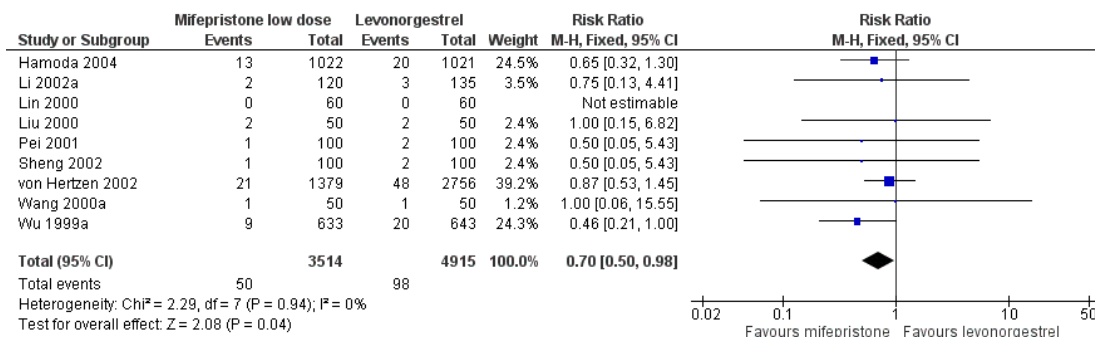 Mifepristone low dose Levonorgestrel Risk Ratio Risk Ratio
Study or Subgroup Events Total Events Total Weight M-H, Fixed, 95% CI M-H, Fixed, 95% CI
Hamoda 2004 13 1022 20 1021 24.5% 0.65 [0.32, 1.30]
Li 2002a 2 120 3 135 3.5% 0.75 [0.13, 4.41]
Lin 2000 0 60 0 60 Not estimable
Liu 2000 2 50 2 50 2.4% 1.00 [0.15, 6.82]
Pei 2001 1 100 2 100 2.4% 0.50 [0.05, 5.43]
Sheng 2002 1 100 2 100 2.4% 0.50 [0.05, 5.43]
von Hertzen 2002 21 1379 48 2756 39.2% 0.87 [0.53, 1.45]
Wang 2000a 1 50 1 50 1.2% 1.00 [0.06, 15.55]
Wu 1999a 9 633 20 643 24.3% 0.46 [0.21, 1.00]
Total (95% CI) 3514 4915 100.0% 0.70 [0.50, 0.98]
Total events 50 98
Heterogeneity: Chi² = 2.29, df = 7 (P = 0.94); I² = 0%
Test for overall effect: Z = 2.08 (P = 0.04)
0.02 0.1 1 10 50
Favours mifepristone Favours levonorgestrel